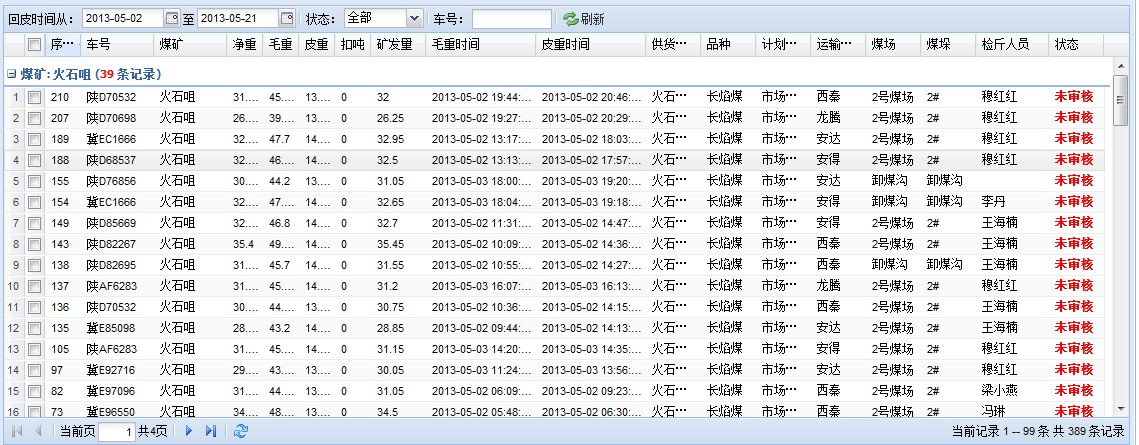 回皮时间从: 2013-05-02 至 2013-05-21 状态: 全部 车号: 刷新
序··· 车号 煤矿 净重 毛重 皮重 扣吨 矿发量 毛重时间 皮重时间 供货··· 品种 计划··· 运输··· 煤场 煤垛 检斤人员 状态
煤矿: 火石咀 (39 条记录)
1 210 陕D70532 火石咀 31.... 45.... 13.... 0 32 2013-05-02 19:44:... 2013-05-02 20:46:... 火石··· 长焰煤 市场··· 西秦 2号煤场 2# 穆红红 未审核
2 207 陕D70698 火石咀 26.... 39.... 13.... 0 26.25 2013-05-02 19:27:... 2013-05-02 20:29:... 火石··· 长焰煤 市场··· 龙腾 2号煤场 2# 穆红红 未审核
3 189 冀EC1666 火石咀 32.... 47.7 14.... 0 32.95 2013-05-02 13:17:... 2013-05-02 18:03:... 火石··· 长焰煤 市场··· 安达 2号煤场 2# 穆红红 未审核
4 188 陕D68537 火石咀 32.... 46.... 14.... 0 32.5 2013-05-02 13:13:... 2013-05-02 17:57:... 火石··· 长焰煤 市场··· 安得 2号煤场 2# 穆红红 未审核
5 155 陕D76856 火石咀 30.... 44.2 13.... 0 31.05 2013-05-03 18:00:... 2013-05-03 19:20:... 火石··· 长焰煤 市场··· 安达 卸煤沟 卸煤沟 未审核
6 154 冀EC1666 火石咀 32.... 47.... 14.... 0 32.65 2013-05-03 18:04:... 2013-05-03 19:18:... 火石··· 长焰煤 市场··· 安得 卸煤沟 卸煤沟 李丹 未审核
7 149 陕D85669 火石咀 32.... 46.8 14.... 0 32.7 2013-05-02 11:31:... 2013-05-02 14:47:... 火石··· 长焰煤 市场··· 安得 2号煤场 2# 王海楠 未审核
8 143 陕D82267 火石咀 35.4 49.... 14.... 0 35.45 2013-05-02 10:09:... 2013-05-02 14:36:... 火石··· 长焰煤 市场··· 西秦 2号煤场 2# 王海楠 未审核
9 138 陕D82695 火石咀 31.... 45.7 14.... 0 31.55 2013-05-02 10:55:... 2013-05-02 14:27:... 火石··· 长焰煤 市场··· 西秦 卸煤沟 卸煤沟 王海楠 未审核
10 137 陕AF6283 火石咀 31.... 45.... 14.... 0 31.2 2013-05-03 16:07:... 2013-05-03 16:13:... 火石··· 长焰煤 市场··· 龙腾 2号煤场 2# 穆红红 未审核
11 136 陕D70532 火石咀 30.... 44.... 13.... 0 30.75 2013-05-02 10:36:... 2013-05-02 14:15:... 火石··· 长焰煤 市场··· 西秦 2号煤场 2# 王海楠 未审核
12 135 冀E85098 火石咀 28.... 43.2 14.... 0 28.85 2013-05-02 09:44:... 2013-05-02 14:13:... 火石··· 长焰煤 市场··· 安达 2号煤场 2# 王海楠 未审核
13 105 陕AF6283 火石咀 31.... 45.... 14.... 0 31.15 2013-05-03 14:20:... 2013-05-03 14:35:... 火石··· 长焰煤 市场··· 安得 2号煤场 2# 穆红红 未审核
14 97 冀E92716 火石咀 29.... 43.... 13.... 0 30.05 2013-05-03 11:24:... 2013-05-03 13:56:... 火石··· 长焰煤 市场··· 安达 2号煤场 2# 穆红红 未审核
15 82 冀E97096 火石咀 31.... 44.... 13.... 0 31.05 2013-05-02 06:09:... 2013-05-02 09:23:... 火石··· 长焰煤 市场··· 西秦 2号煤场 2# 梁小燕 未审核
16 73 冀E96550 火石咀 34.... 48.... 13.... 0 34.5 2013-05-02 05:48:... 2013-05-02 06:30:... 火石··· 长焰煤 市场··· 西秦 2号煤场 2# 冯琳 未审核
当前页 1 共4页 当前记录 1 -- 99 条 共 389 条记录